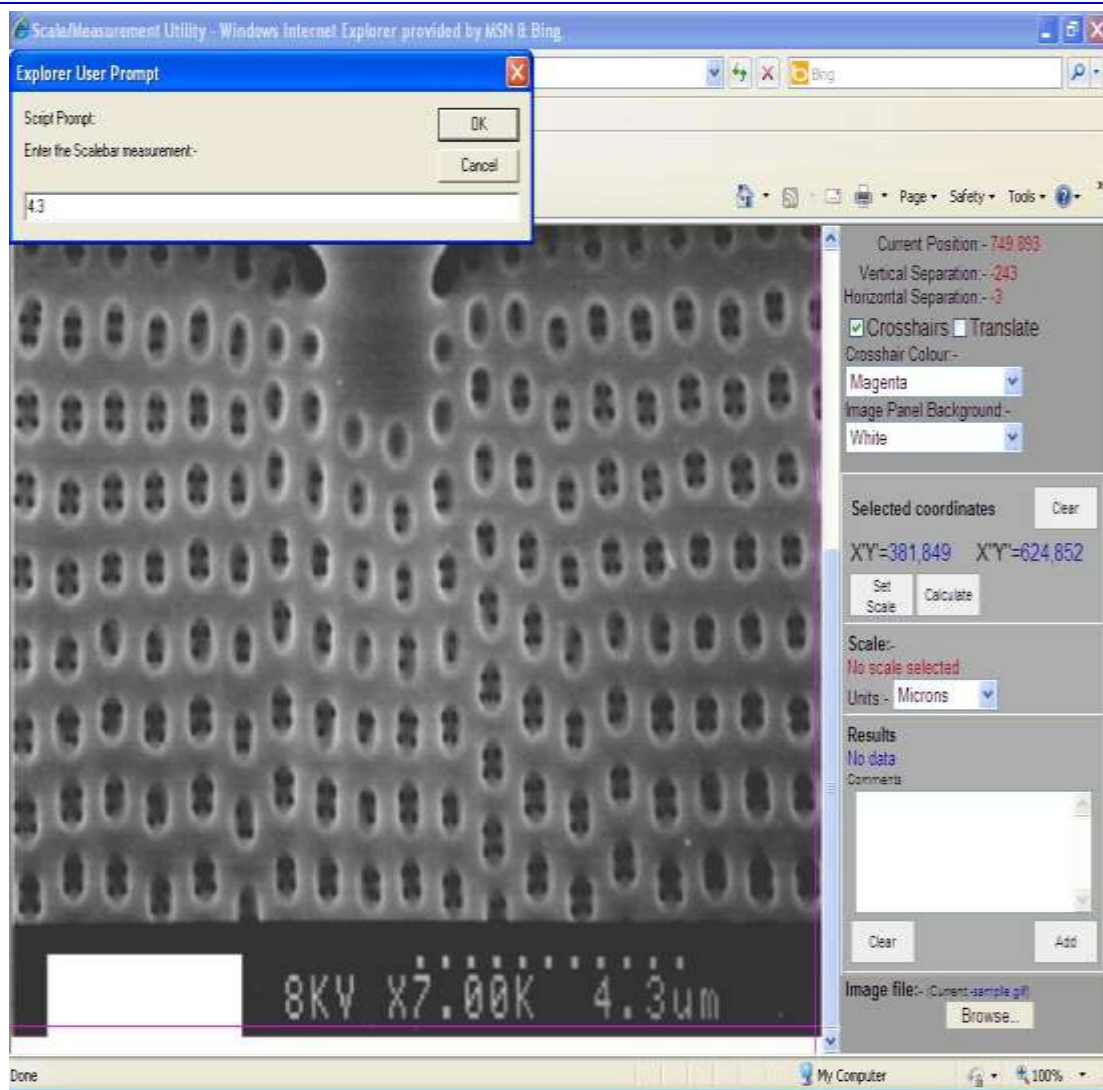 Scale/Measurement Utility - Windows Internet Explorer provided by MSN & Bing
Explorer User Prompt
Script Prompt:
Enter the Scalebar measurement:-
OK
Cancel
4.3
Bing
Page
Safety
Tools
Current Position:- 749,893
Vertical Separation:- -243
Horizontal Separation:- -3
Crosshairs Translate
Crosshair Colour:-
Magenta
Image Panel Background:-
White
Selected coordinates
Clear
X'Y'=381,849 X"Y"=624,852
Set Scale
Calculate
Scale:-
No scale selected
Units:- Microns
Results
No data
Comments
Clear
Add
8KV X7.00K 4.3um
Image file:- (Current:-sample.gif)
Browse...
Done
My Computer
100%